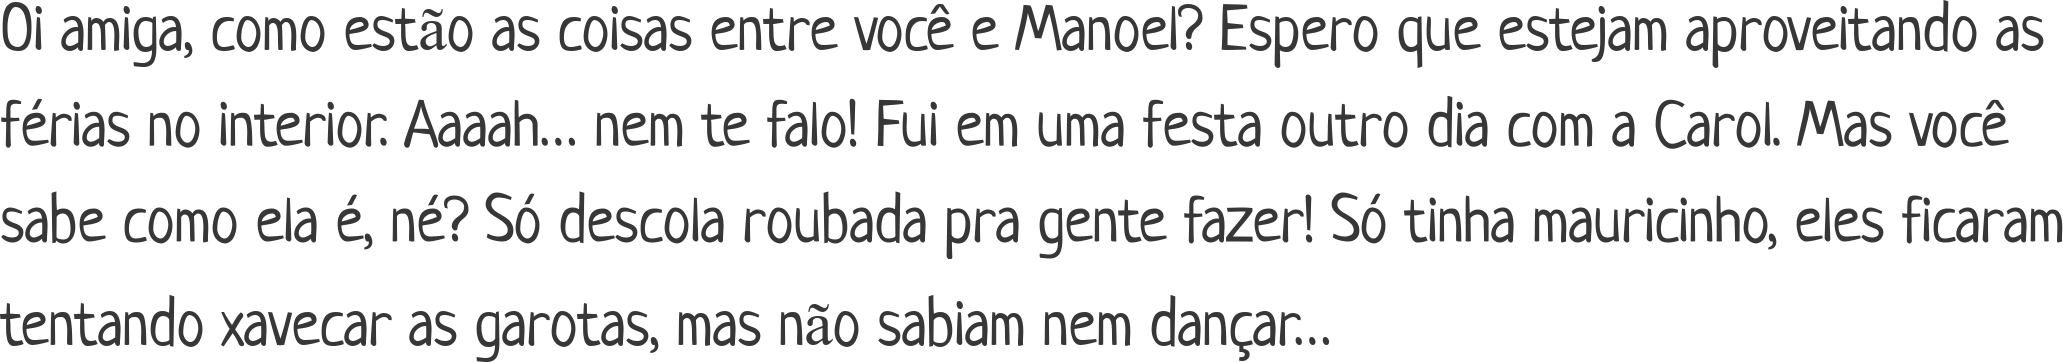 Oi amiga, como estão as coisas entre você e Manoel? Espero que estejam aproveitando as
férias no interior. Aaaah... nem te falo! Fui em uma festa outro dia com a Carol. Mas você
sabe como ela é, né? Só descola roubada pra gente fazer! Só tinha mauricinho, eles ficaram
tentando xavecar as garotas, mas não sabiam nem dançar...